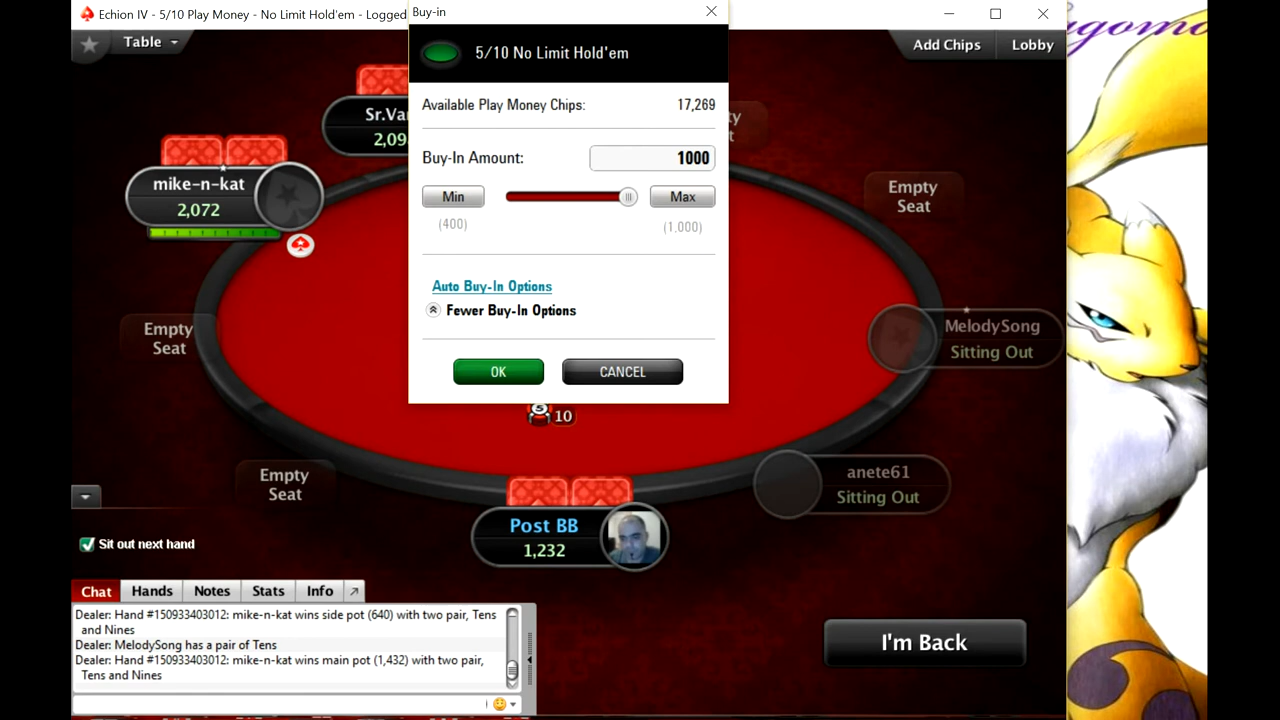 Echion IV - 5/10 Play Money - No Limit Hold'em - Logged
Buy-in
Table
Add Chips
Lobby
5/10 No Limit Hold'em
Available Play Money Chips: 17,269
Buy-In Amount: 1000
Min
Max
(400)
(1.000)
Auto Buy-In Options
Fewer Buy-In Options
OK
CANCEL
Sr.Va
2,09
mike-n-kat
2,072
Empty
Seat
Empty
Seat
MelodySong
Sitting Out
10
Empty
Seat
anete61
Sitting Out
Post BB
1,232
Sit out next hand
Chat
Hands
Notes
Stats
Info
Dealer: Hand #150933403012: mike-n-kat wins side pot (640) with two pair, Tens
and Nines
Dealer: MelodySong has a pair of Tens
Dealer: Hand #150933403012: mike-n-kat wins main pot (1,432) with two pair,
Tens and Nines
I'm Back